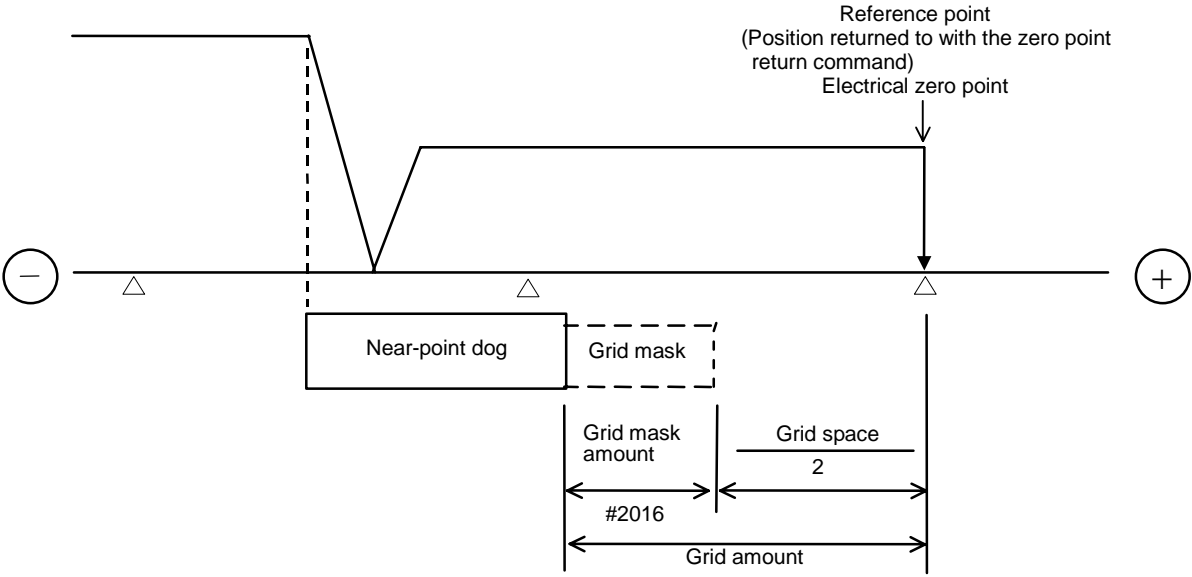 Reference point
(Position returned to with the zero point
return command)
Electrical zero point
−
+
Near-point dog
Grid mask
Grid mask
amount
Grid space
2
#2016
Grid amount